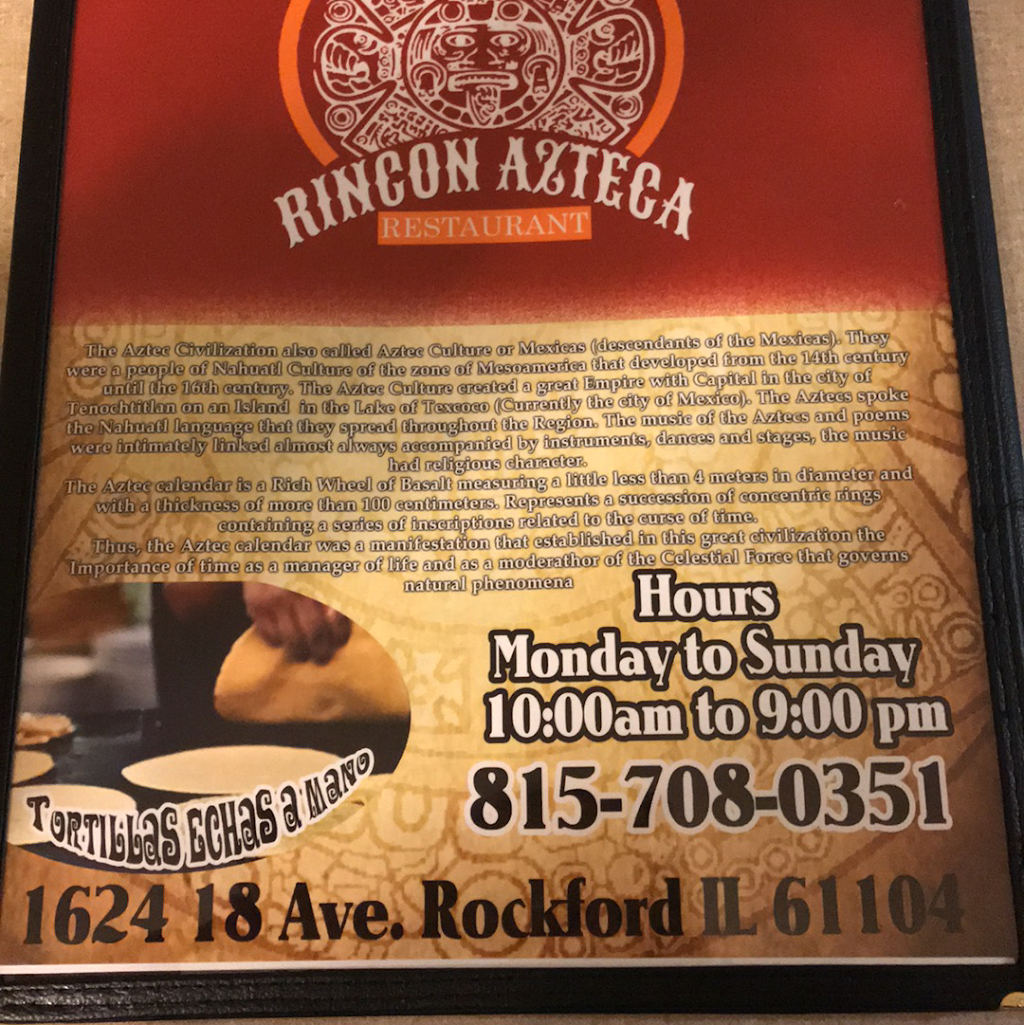 RINCON AZTECA
RESTAURANT
The Aztec Civilization also called Aztec Culture or Mexicas (descendants of the Mexicas). They
were a people of Nahuatl Culture of the zone of Mesoamerica that developed from the 14th century
until the 16th century. The Aztec Culture created a great Empire with Capital in the city of
Tenochtitlan on an Island in the Lake of Texcoco (Currently the city of Mexico). The Aztecs spoke
the Nahuatl language that they spread throughout the Region. The music of the Aztecs and poems
were intimately linked almost always accompanied by instruments, dances and stages, the music
had religious character.
The Aztec calendar is a Rich Wheel of Basalt measuring a little less than 4 meters in diameter and
with a thickness of more than 100 centimeters. Represents a succession of concentric rings
containing a series of inscriptions related to the curse of time.
Thus, the Aztec calendar was a manifestation that established in this great civilization the
Importance of time as a manager of life and as a moderathor of the Celestial Force that governs
natural phenomena
Hours
Monday to Sunday
10:00am to 9:00 pm
815-708-0351
TORTILLAS ECHAS a MANO
1624 18 Ave. Rockford IL 61104